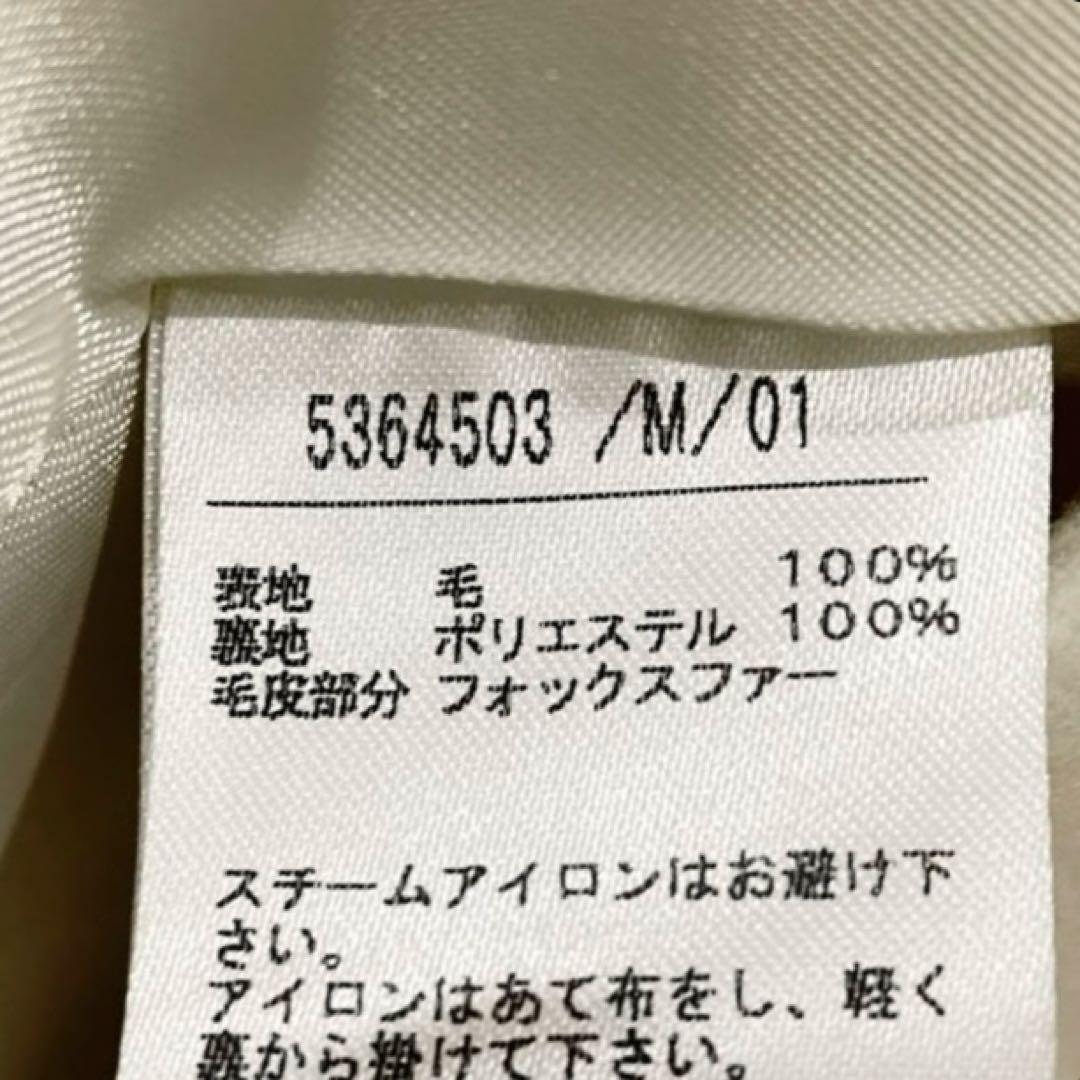 5364503 /M/01
表地 毛 100%
裏地 ポリエステル 100%
毛皮部分 フォックスファー
スチームアイロンはお避け下
さい。
アイロンはあて布をし、軽く
裏から掛けて下さい。